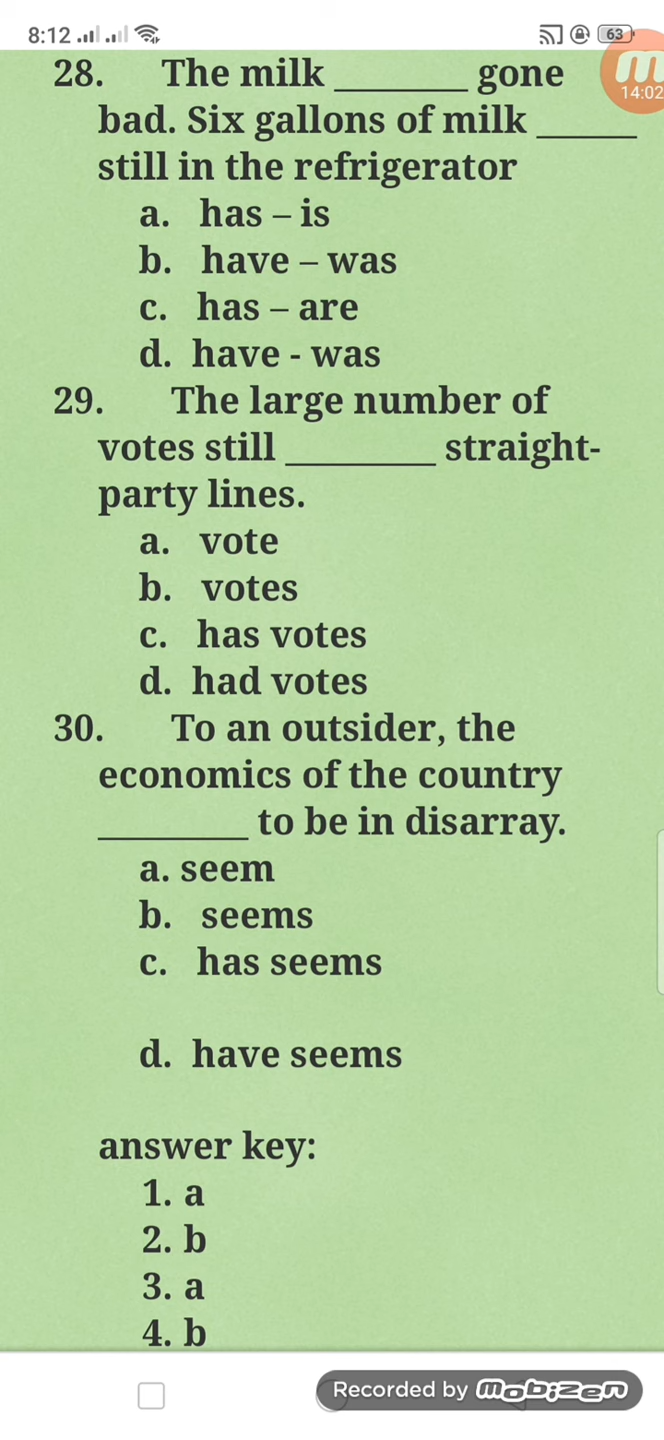 8:12 63
14:02
28. The milk ______ gone
bad. Six gallons of milk _____
still in the refrigerator
a. has – is
b. have – was
c. has – are
d. have - was
29. The large number of
votes still _______ straight-
party lines.
a. vote
b. votes
c. has votes
d. had votes
30. To an outsider, the
economics of the country
_______ to be in disarray.
a. seem
b. seems
c. has seems
d. have seems
answer key:
1. a
2. b
3. a
4. b
Recorded by Mobizen